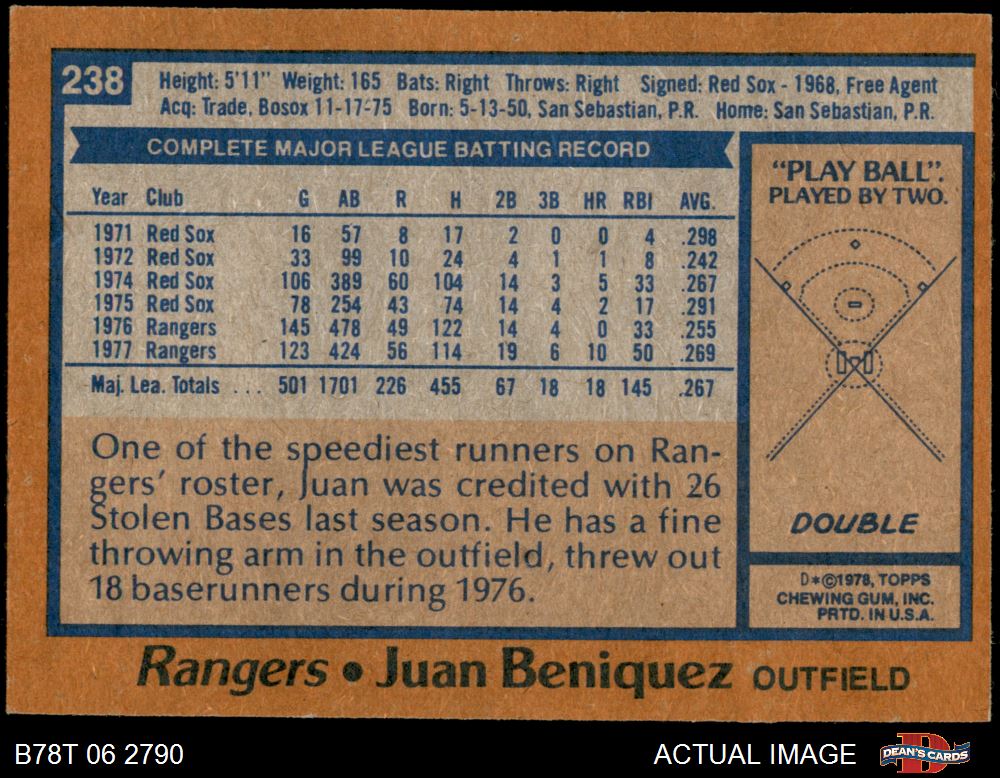 238
Height: 5'11" Weight: 165 Bats: Right Throws: Right Signed: Red Sox - 1968, Free Agent
Acq: Trade, Bosox 11-17-75 Born: 5-13-50, San Sebastian, P.R. Home: San Sebastian, P.R.
COMPLETE MAJOR LEAGUE BATTING RECORD
Year Club G AB R H 2B 3B HR RBI AVG.
1971 Red Sox 16 57 8 17 2 0 0 4 .298
1972 Red Sox 33 99 10 24 4 1 1 8 .242
1974 Red Sox 106 389 60 104 14 3 5 33 .267
1975 Red Sox 78 254 43 74 14 4 2 17 .291
1976 Rangers 145 478 49 122 14 4 0 33 .255
1977 Rangers 123 424 56 114 19 6 10 50 .269
Maj. Lea. Totals ... 501 1701 226 455 67 18 18 145 .267
One of the speediest runners on Ran-
gers' roster, Juan was credited with 26
Stolen Bases last season. He has a fine
throwing arm in the outfield, threw out
18 baserunners during 1976.
"PLAY BALL".
PLAYED BY TWO.
DOUBLE
D*©1978, TOPPS
CHEWING GUM, INC.
PRTD. IN U.S.A.
Rangers • Juan Beniquez OUTFIELD
B78T 06 2790
ACTUAL IMAGE
DEAN'S CARDS